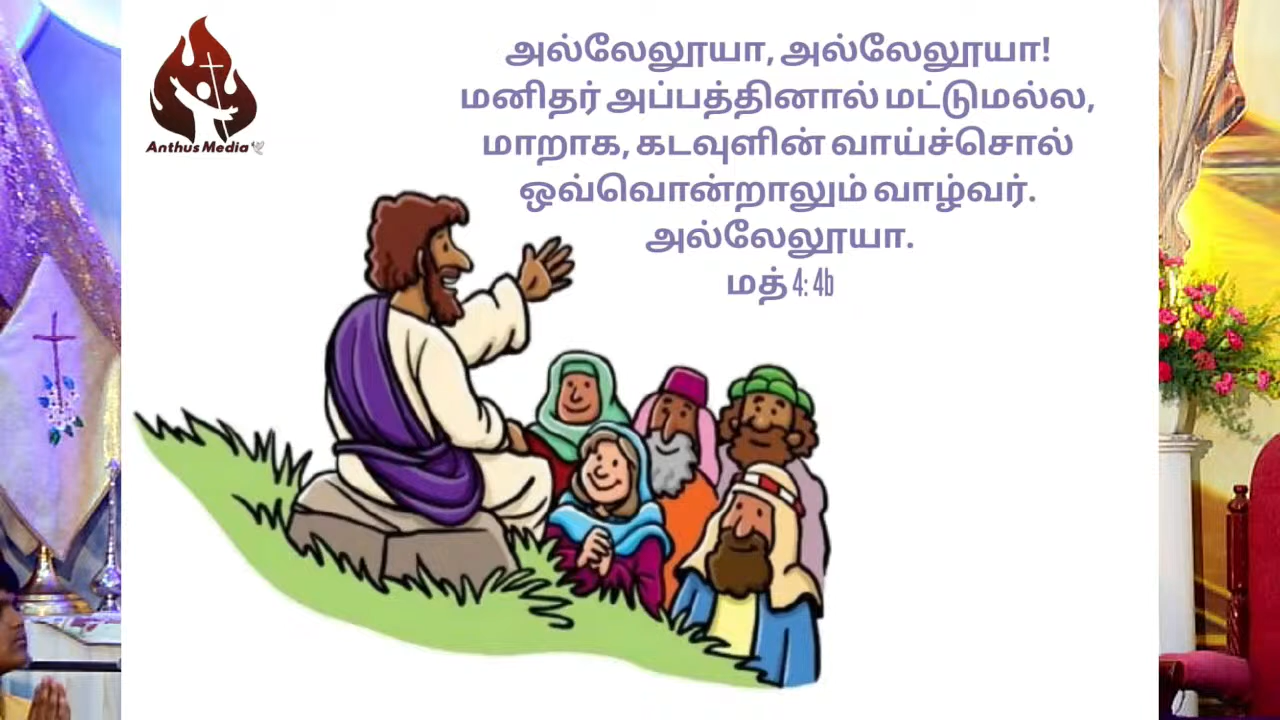 Anthus Media
அல்லேலூயா, அல்லேலூயா!
மனிதர் அப்பத்தினால் மட்டுமல்ல,
மாறாக, கடவுளின் வாய்ச்சொல்
ஒவ்வொன்றாலும் வாழ்வர்.
அல்லேலூயா.
மத் 4: 4b